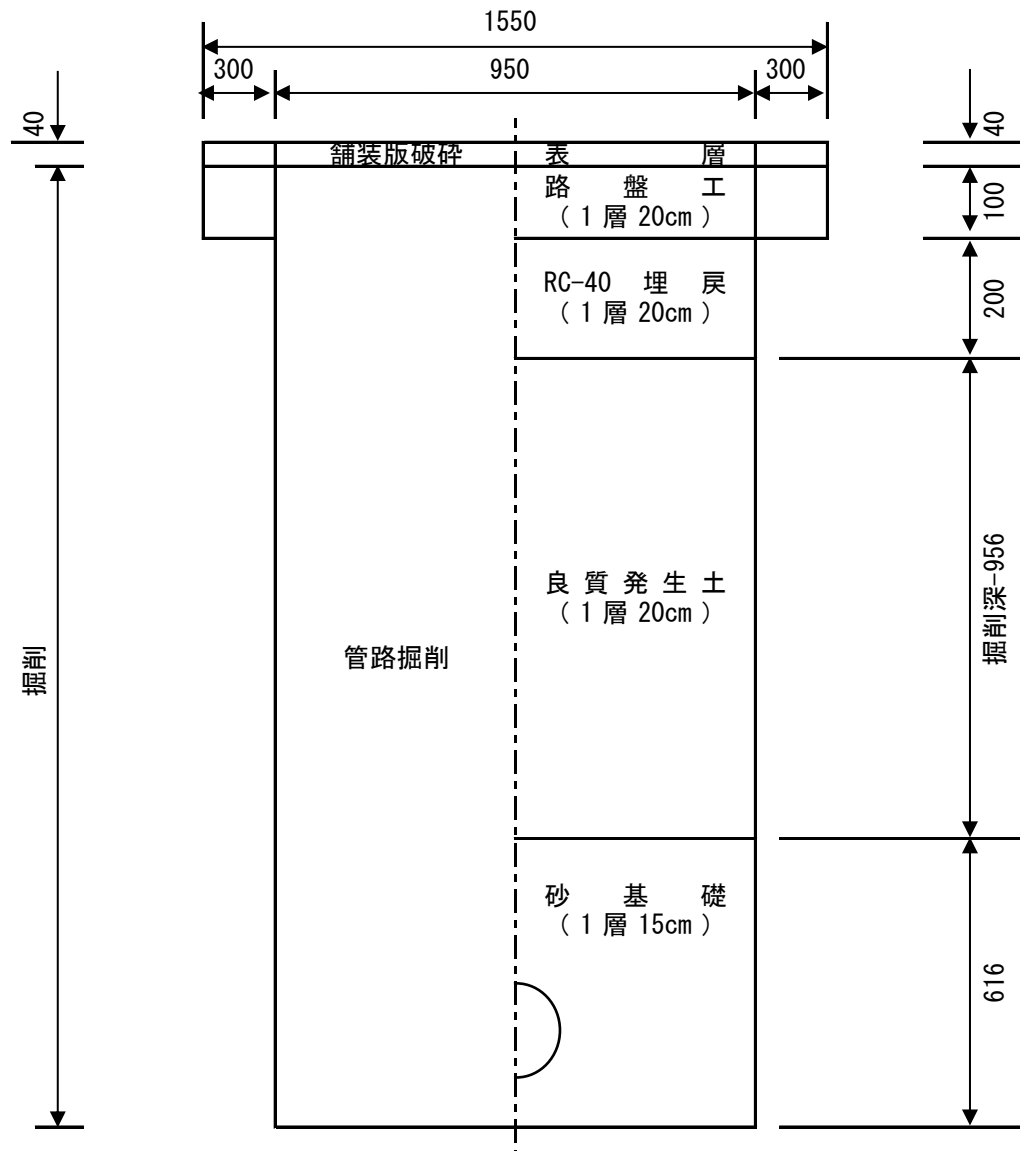 1550
300 950 300
40 40
舗装版破砕 表 層
路 盤 工
( 1 層 20cm )
100
RC-40 埋 戻
( 1 層 20cm )
200
良 質 発 生 土
( 1 層 20cm )
掘削深-956
管路掘削
掘削
砂 基 礎
( 1 層 15cm )
616